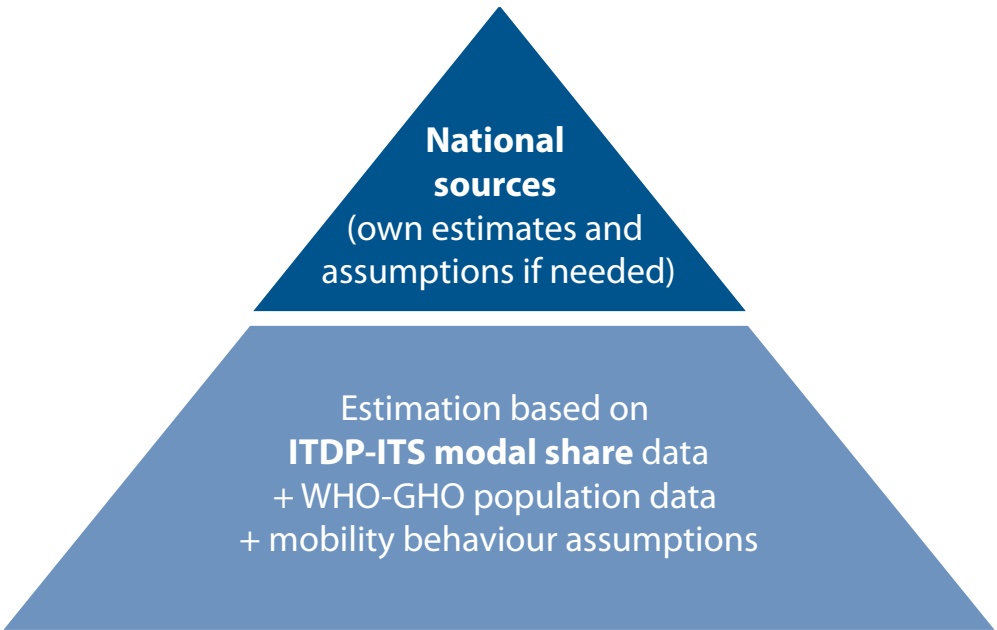 National
sources
(own estimates and
assumptions if needed)
Estimation based on
ITDP-ITS modal share data
+ WHO-GHO population data
+ mobility behaviour assumptions